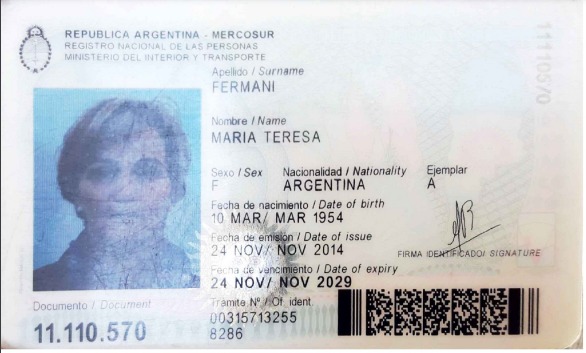 REPUBLICA ARGENTINA - MERCOSUR
REGISTRO NACIONAL DE LAS PERSONAS
MINISTERIO DEL INTERIOR Y TRANSPORTE
Apellido / Surname
FERMANI
Nombre / Name
MARIA TERESA
Sexo / Sex Nacionalidad / Nationality Ejemplar
F ARGENTINA A
Fecha de nacimiento / Date of birth
10 MAR/ MAR 1954
Fecha de emisión / Date of issue
24 NOV/ NOV 2014
FIRMA IDENTIFICADO/ SIGNATURE
Fecha de vencimiento / Date of expiry
24 NOV/ NOV 2029
Documento / Document
11.110.570
Trámite Nº / Of. ident.
00315713255
8286
11110570